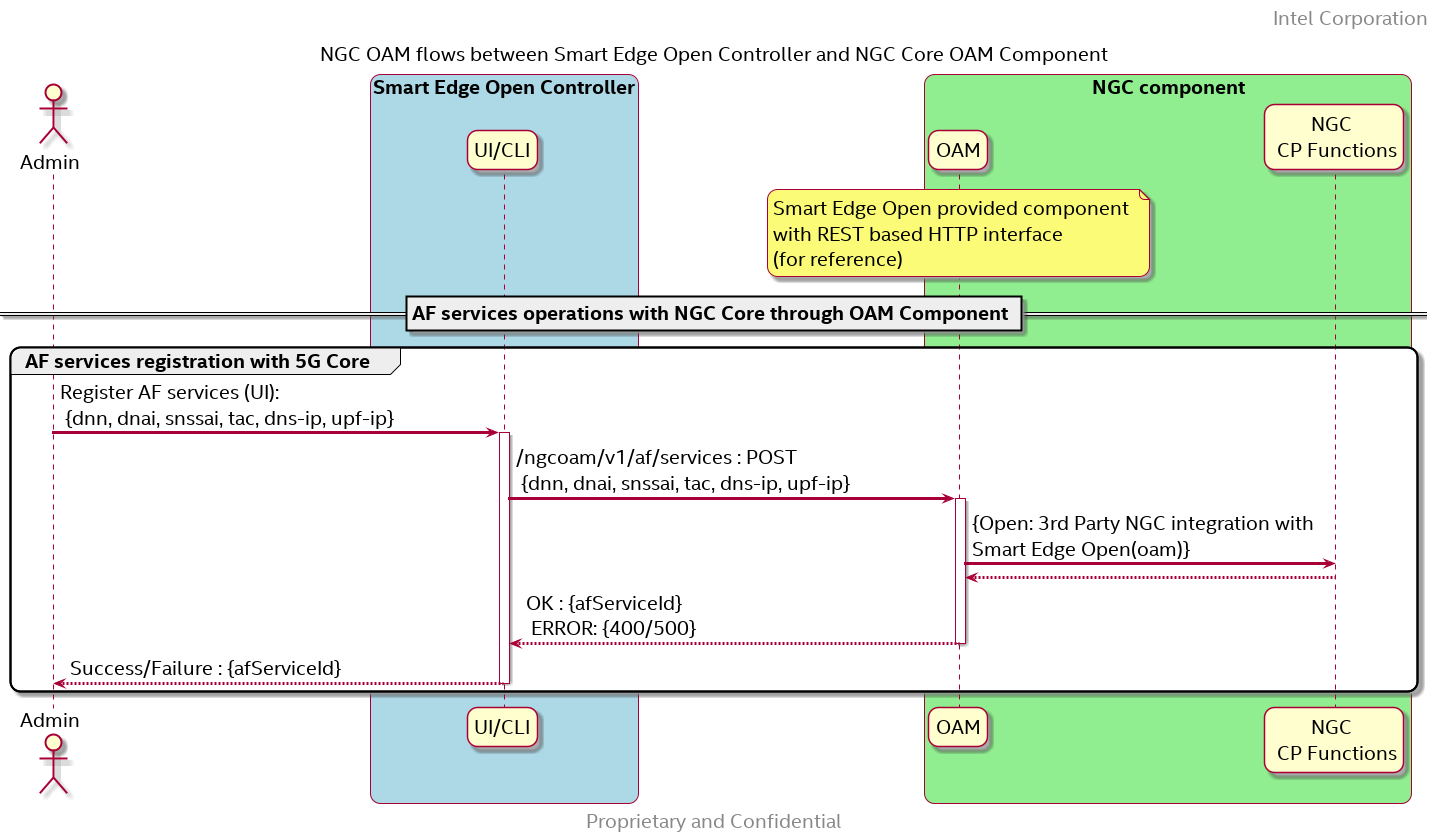 Intel Corporation
NGC OAM flows between Smart Edge Open Controller and NGC Core OAM Component
Smart Edge Open Controller
NGC component
Admin
UI/CLI
OAM
NGC
CP Functions
Smart Edge Open provided component
with REST based HTTP interface
(for reference)
AF services operations with NGC Core through OAM Component
AF services registration with 5G Core
Register AF services (UI):
{dnn, dnai, snssai, tac, dns-ip, upf-ip}
/ngcoam/v1/af/services : POST
{dnn, dnai, snssai, tac, dns-ip, upf-ip}
{Open: 3rd Party NGC integration with
Smart Edge Open(oam)}
OK : {afServiceId}
ERROR: {400/500}
Success/Failure : {afServiceId}
Admin
UI/CLI
OAM
NGC
CP Functions
Proprietary and Confidential